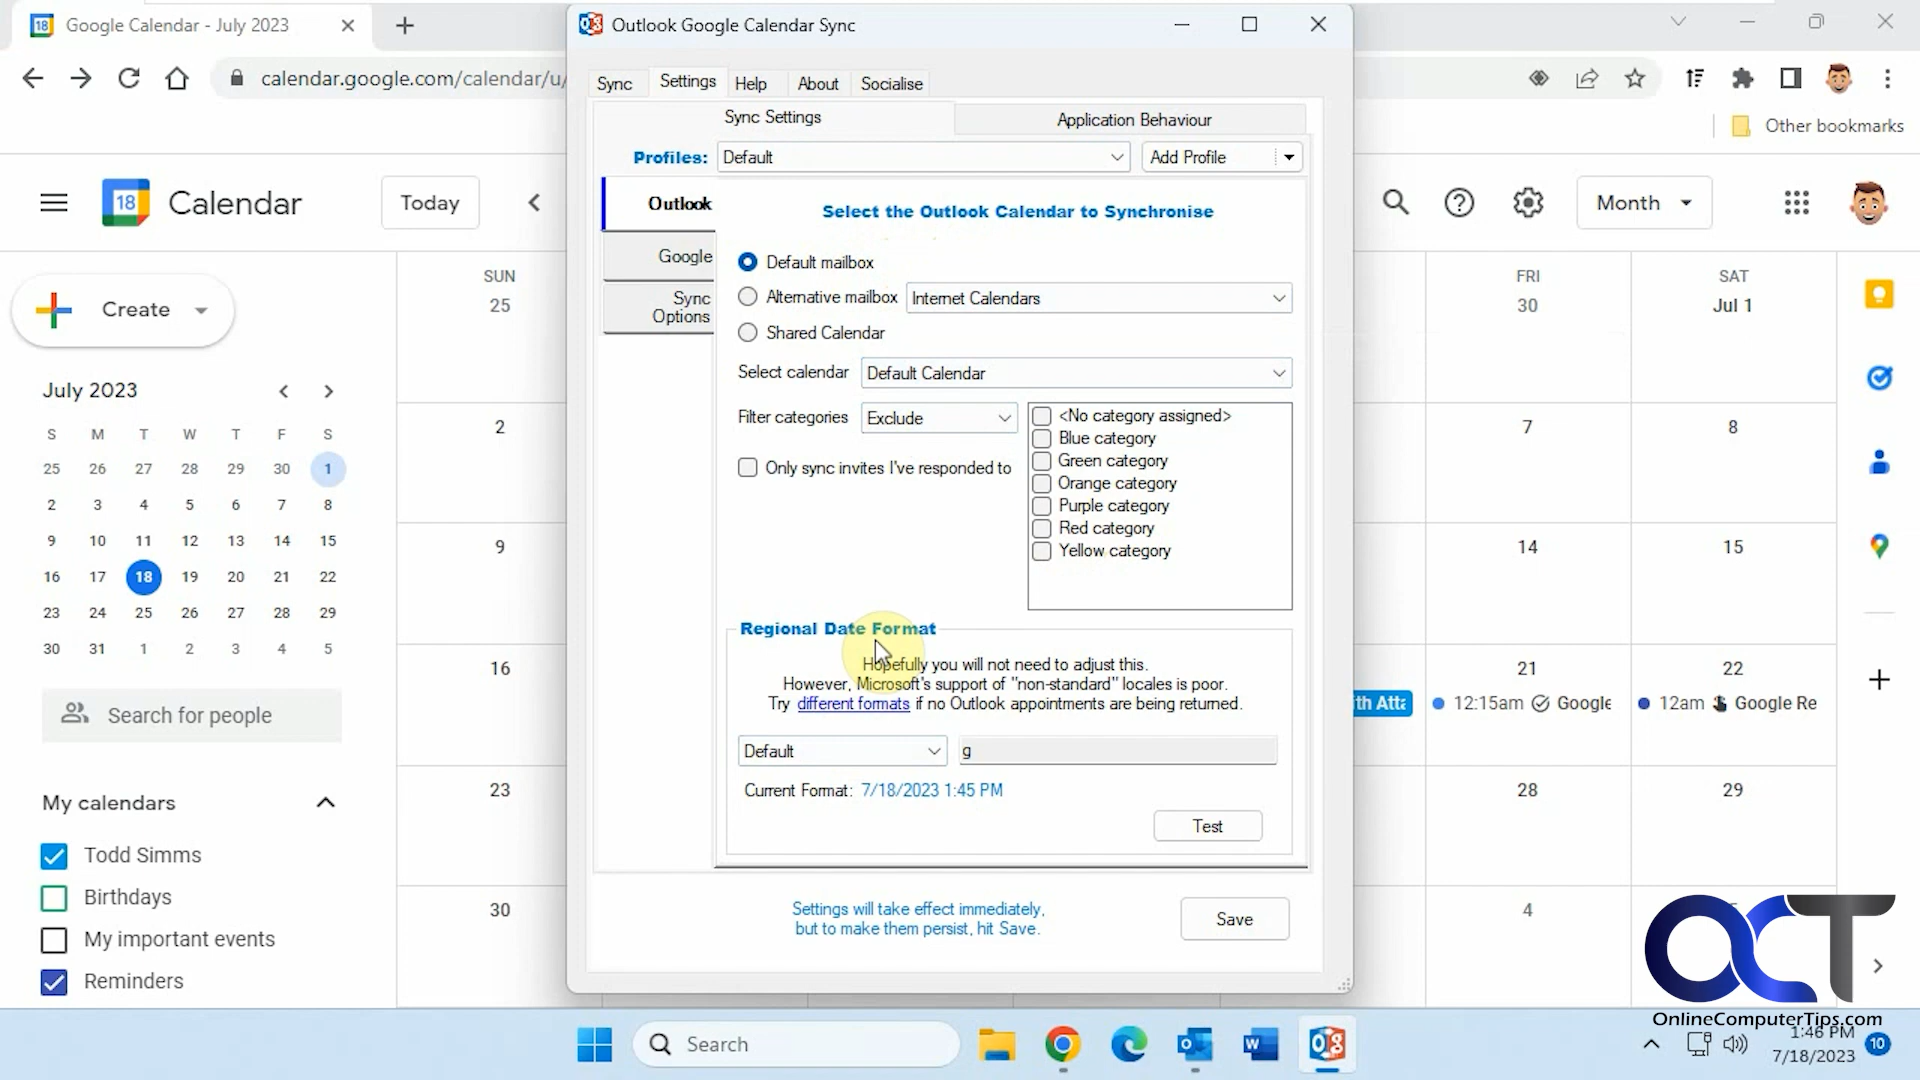 Google Calendar - July 2023
Outlook Google Calendar Sync
calendar.google.com/calendar/u/
Other bookmarks
Sync
Settings
Help
About
Socialise
Sync Settings
Application Behaviour
Profiles:
Default
Add Profile
18
Calendar
Today
Month
Outlook
Google
Sync
Options
Select the Outlook Calendar to Synchronise
Default mailbox
Alternative mailbox
Internet Calendars
Shared Calendar
Select calendar
Default Calendar
Filter categories
Exclude
<No category assigned>
Blue category
Green category
Orange category
Purple category
Red category
Yellow category
Only sync invites I've responded to
Regional Date Format
Hopefully you will not need to adjust this.
However, Microsoft's support of "non-standard" locales is poor.
Try different formats if no Outlook appointments are being returned.
Default
g
Current Format: 7/18/2023 1:45 PM
Test
Settings will take effect immediately,
but to make them persist, hit Save.
Save
Create
July 2023
S M T W T F S
25 26 27 28 29 30 1
2 3 4 5 6 7 8
9 10 11 12 13 14 15
16 17 18 19 20 21 22
23 24 25 26 27 28 29
30 31 1 2 3 4 5
Search for people
My calendars
Todd Simms
Birthdays
My important events
Reminders
SUN
25
2
9
16
23
30
FRI
30
SAT
Jul 1
7
8
14
15
21
22
12:15am Google
12am Google Re
28
29
4
OCT
OnlineComputerTips.com
Search
1:46 PM
7/18/2023
10